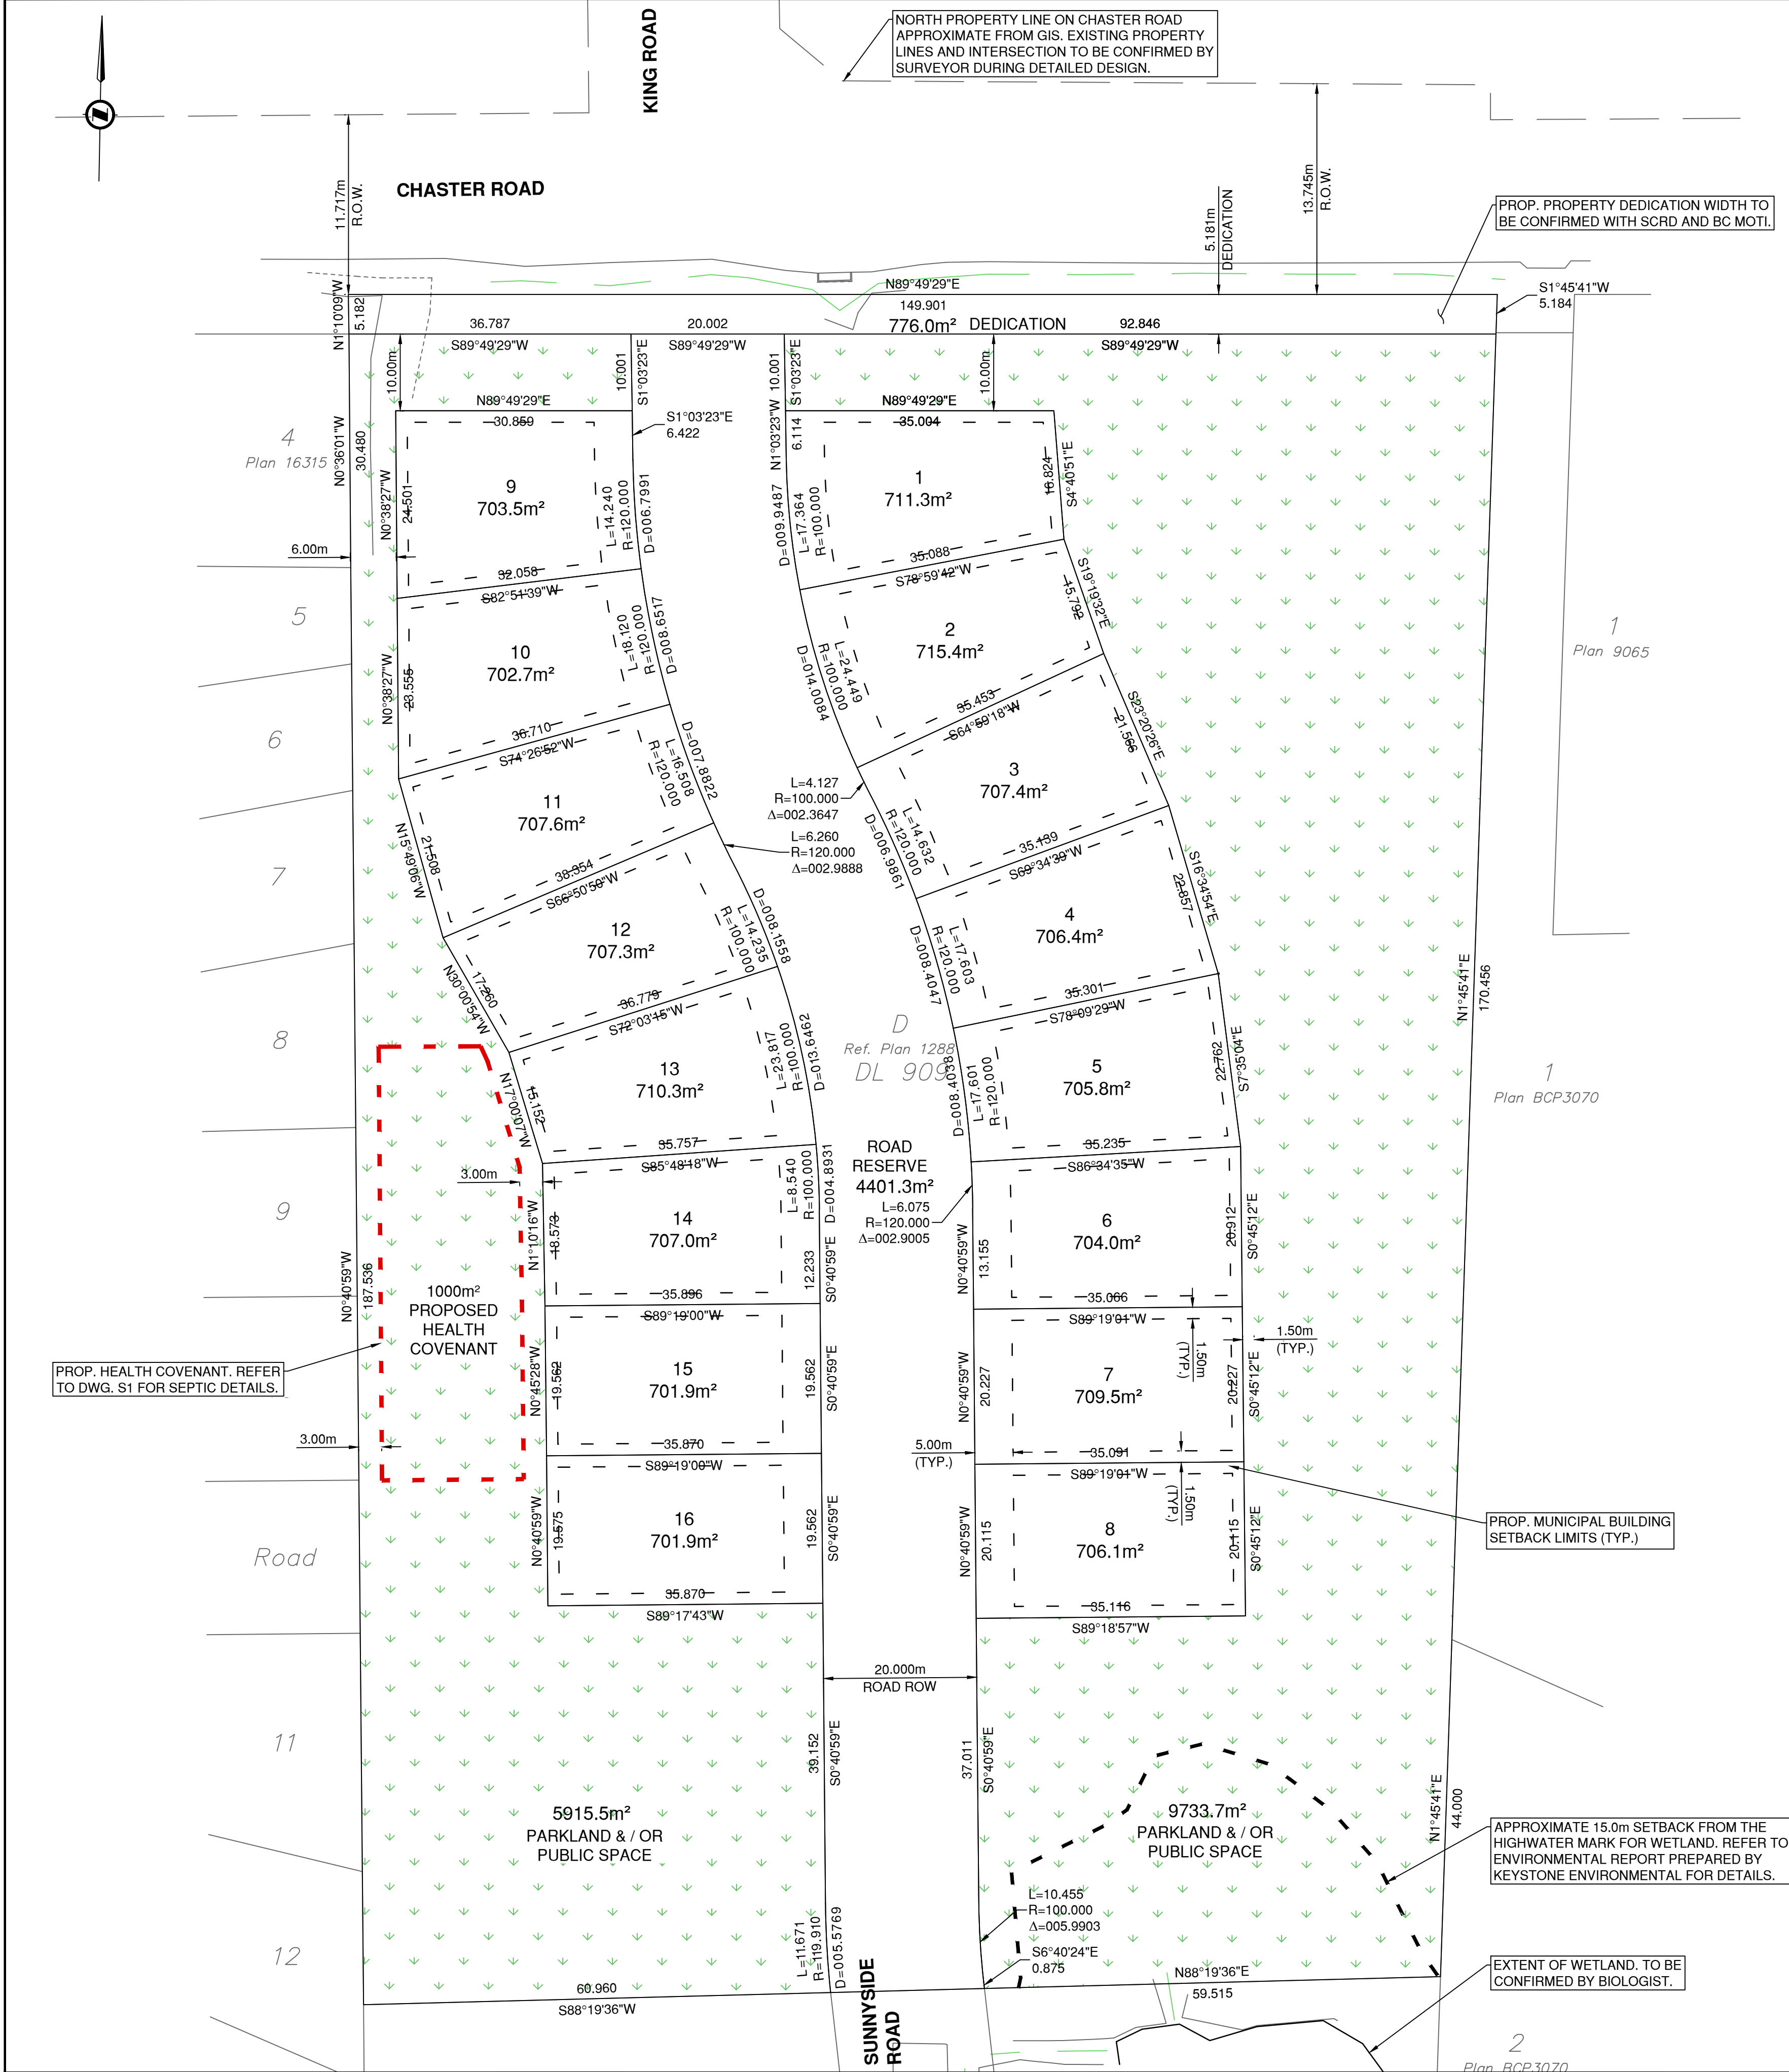 NORTH PROPERTY LINE ON CHASTER ROAD
APPROXIMATE FROM GIS. EXISTING PROPERTY
LINES AND INTERSECTION TO BE CONFIRMED BY
SURVEYOR DURING DETAILED DESIGN.
KING ROAD
CHASTER ROAD
11.717m
R.O.W.
5.181m
DEDICATION
13.745m
R.O.W.
PROP. PROPERTY DEDICATION WIDTH TO
BE CONFIRMED WITH SCRD AND BC MOTI.
S1°45'41"W
5.184
N89°49'29"E
149.901
776.0m² DEDICATION
N1°10'09"W
5.182
36.787
S89°49'29"W
20.002
S89°49'29"W
92.846
S89°49'29"W
10.00m
10.001
S1°03'23"E
10.001
S1°03'23"E
10.00m
N89°49'29"E
30.859
S1°03'23"E
6.422
N1°03'23"W
6.114
N89°49'29"E
35.004
4
Plan 16315
N0°36'01"W
30.480
N0°38'27"W
24.501
9
703.5m²
L=14.240
R=120.000
D=006.7991
D=009.9487
L=17.364
R=100.000
1
711.3m²
16.824
S4°40'51"E
6.00m
32.058
S82°51'39"W
35.088
S78°59'42"W
5
N0°38'27"W
23.555
10
702.7m²
L=18.120
R=120.000
D=008.6517
D=014.0084
R=100.000
L=24.449
2
715.4m²
15.792
S19°19'32"E
1
Plan 9065
6
36.710
S74°26'52"W
35.453
S64°59'18"W
11
707.6m²
N15°49'06"W
21.508
R=120.000
L=16.508
D=007.8822
L=4.127
R=100.000
Δ=002.3647
L=6.260
R=120.000
Δ=002.9888
3
707.4m²
D=006.9861
R=120.000
L=14.632
21.566
S23°20'26"E
7
38.354
S66°50'50"W
35.139
S69°34'39"W
12
707.3m²
N30°00'54"W
17.260
R=100.000
L=14.235
D=008.1558
4
706.4m²
D=008.4047
R=120.000
L=17.603
22.857
S16°34'54"E
N1°45'41"E
170.456
8
36.779
S72°03'15"W
35.301
S78°09'29"W
D
Ref. Plan 1288
DL 909
13
710.3m²
N17°00'07"W
15.152
L=23.817
R=100.000
D=013.6462
5
705.8m²
D=008.4038
L=17.601
R=120.000
22.762
S7°35'04"E
1
Plan BCP3070
35.757
S85°48'18"W
35.235
S86°34'35"W
ROAD
RESERVE
4401.3m²
L=6.075
R=120.000
Δ=002.9005
3.00m
9
14
707.0m²
N1°10'16"W
18.573
L=8.540
R=100.000
D=004.8931
12.233
S0°40'59"E
N0°40'59"W
13.155
6
704.0m²
20.912
S0°45'12"E
N0°40'59"W
187.536
1000m²
PROPOSED
HEALTH
COVENANT
35.896
S89°19'00"W
35.066
S89°19'01"W
PROP. HEALTH COVENANT. REFER
TO DWG. S1 FOR SEPTIC DETAILS.
15
701.9m²
N0°45'28"W
19.562
19.562
S0°40'59"E
N0°40'59"W
20.227
7
709.5m²
1.50m
(TYP.)
1.50m
(TYP.)
20.227
S0°45'12"E
3.00m
35.870
S89°19'00"W
5.00m
(TYP.)
35.091
S89°19'01"W
16
701.9m²
N0°40'59"W
19.575
19.562
S0°40'59"E
N0°40'59"W
20.115
8
706.1m²
1.50m
(TYP.)
20.115
S0°45'12"E
PROP. MUNICIPAL BUILDING
SETBACK LIMITS (TYP.)
Road
35.870
S89°17'43"W
35.116
S89°18'57"W
20.000m
ROAD ROW
11
39.152
S0°40'59"E
37.011
S0°40'59"E
5915.5m²
PARKLAND & / OR
PUBLIC SPACE
9733.7m²
PARKLAND & / OR
PUBLIC SPACE
N1°45'41"E
44.000
APPROXIMATE 15.0m SETBACK FROM THE
HIGHWATER MARK FOR WETLAND. REFER TO
ENVIRONMENTAL REPORT PREPARED BY
KEYSTONE ENVIRONMENTAL FOR DETAILS.
12
L=11.671
R=119.910
D=005.5769
L=10.455
R=100.000
Δ=005.9903
S6°40'24"E
0.875
60.960
S88°19'36"W
N88°19'36"E
59.515
EXTENT OF WETLAND. TO BE
CONFIRMED BY BIOLOGIST.
SUNNYSIDE
ROAD
2
Plan BCP3070